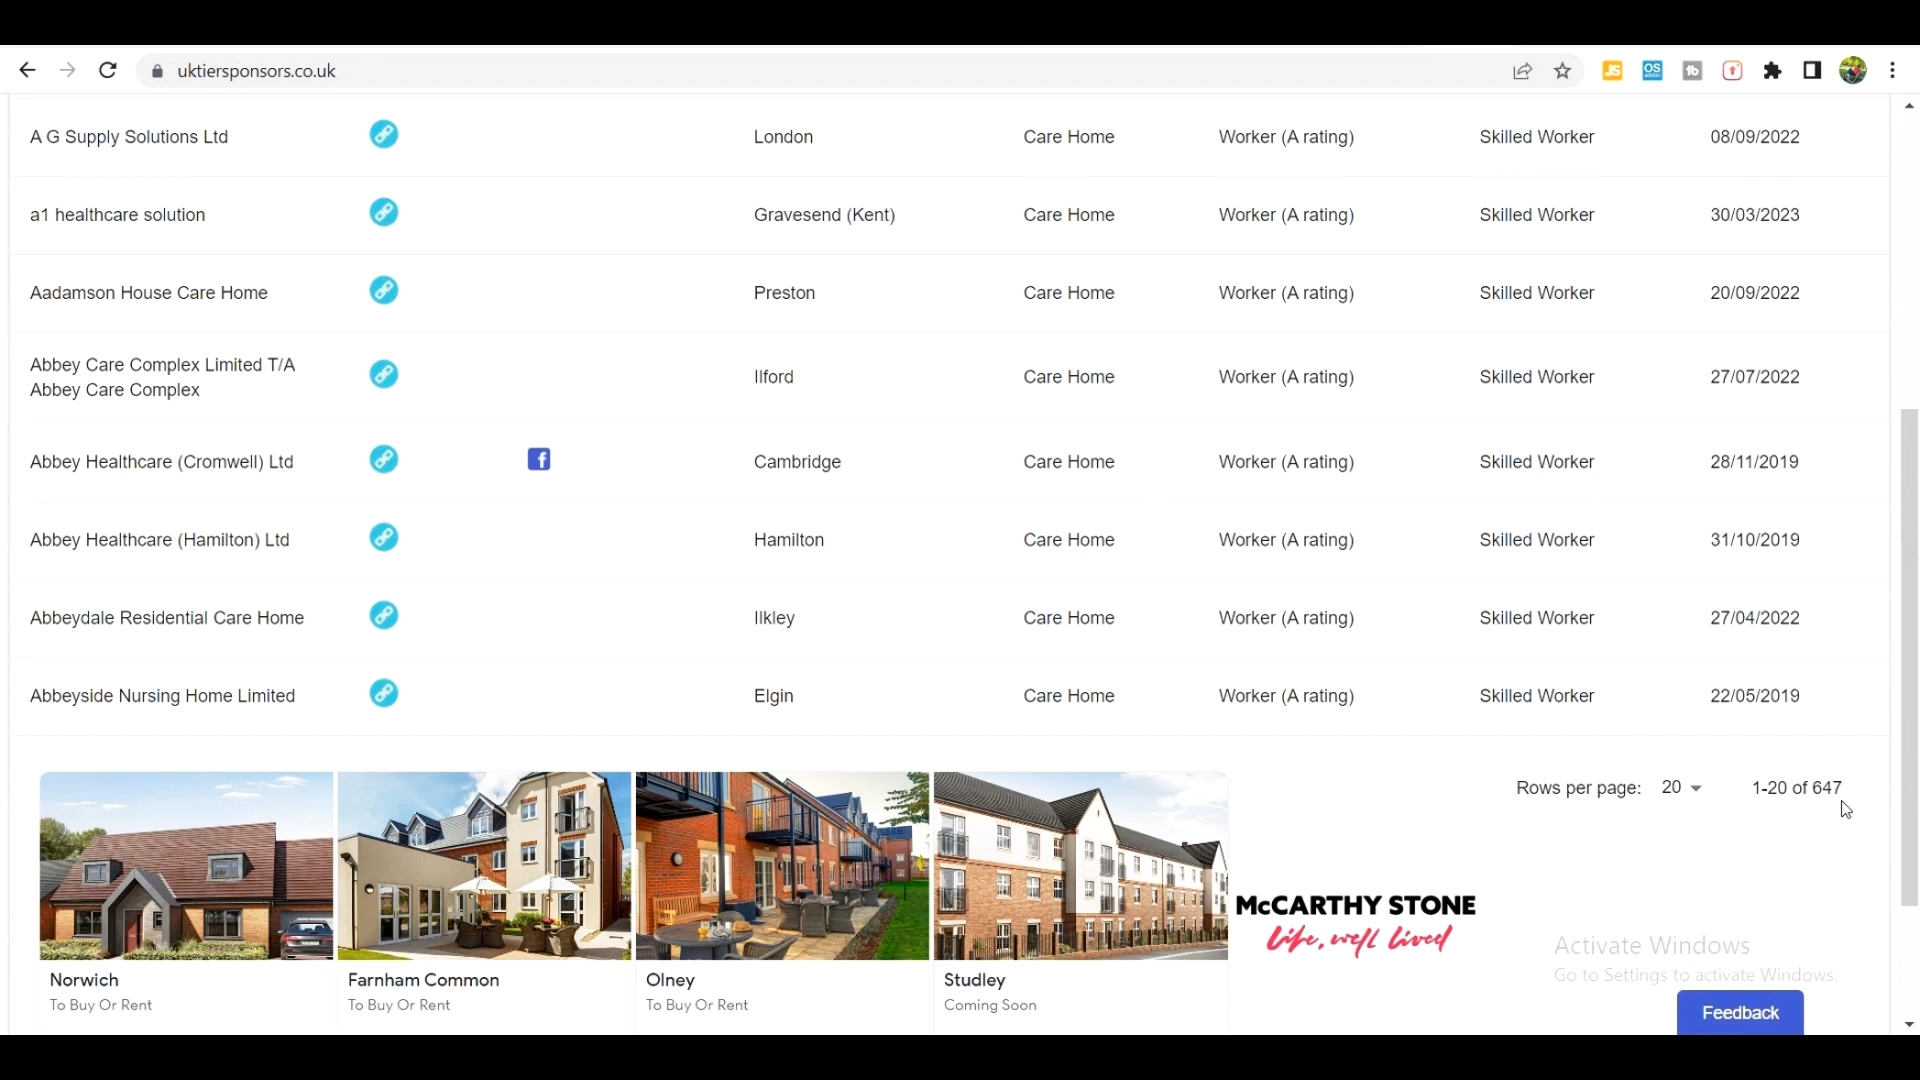 uktiersponsors.co.uk
A G Supply Solutions Ltd London Care Home Worker (A rating) Skilled Worker 08/09/2022
a1 healthcare solution Gravesend (Kent) Care Home Worker (A rating) Skilled Worker 30/03/2023
Aadamson House Care Home Preston Care Home Worker (A rating) Skilled Worker 20/09/2022
Abbey Care Complex Limited T/A
Abbey Care Complex Ilford Care Home Worker (A rating) Skilled Worker 27/07/2022
Abbey Healthcare (Cromwell) Ltd Cambridge Care Home Worker (A rating) Skilled Worker 28/11/2019
Abbey Healthcare (Hamilton) Ltd Hamilton Care Home Worker (A rating) Skilled Worker 31/10/2019
Abbeydale Residential Care Home Ilkley Care Home Worker (A rating) Skilled Worker 27/04/2022
Abbeyside Nursing Home Limited Elgin Care Home Worker (A rating) Skilled Worker 22/05/2019
Rows per page: 20 1-20 of 647
McCARTHY STONE
life, well lived
Norwich
To Buy Or Rent
Farnham Common
To Buy Or Rent
Olney
To Buy Or Rent
Studley
Coming Soon
Activate Windows
Go to Settings to activate Windows.
Feedback